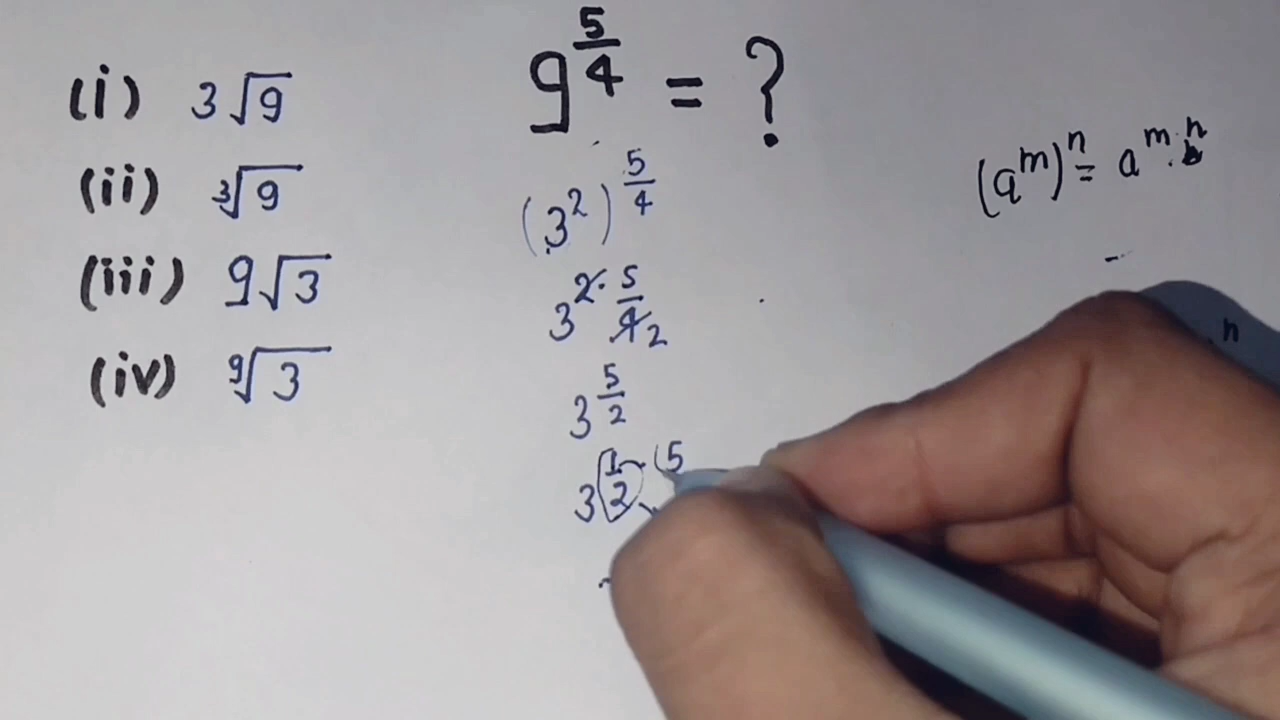 9^{5/4} = ?
(i) 3√9
(ii) ∛9
(iii) 9√3
(iv) ⁹√3
(3²)^{5/4}
3^{2·5/4} 2
3^{5/2}
3^{1/2·5}
(a^m)^n = a^{m·n}
n